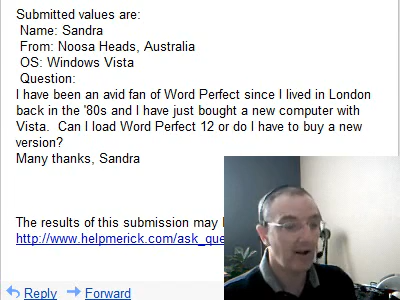 Submitted values are:
Name: Sandra
From: Noosa Heads, Australia
OS: Windows Vista
Question:
I have been an avid fan of Word Perfect since I lived in London
back in the '80s and I have just bought a new computer with
Vista.  Can I load Word Perfect 12 or do I have to buy a new
version?
Many thanks, Sandra
The results of this submission may
http://www.helpmerick.com/ask_que
Reply Forward